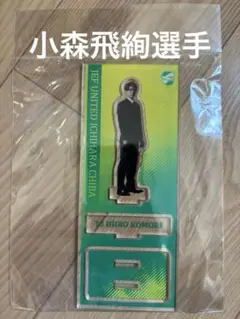 小森飛絢選手
JEF UNITED ICHIHARA CHIBA
HIIRO KOMORI